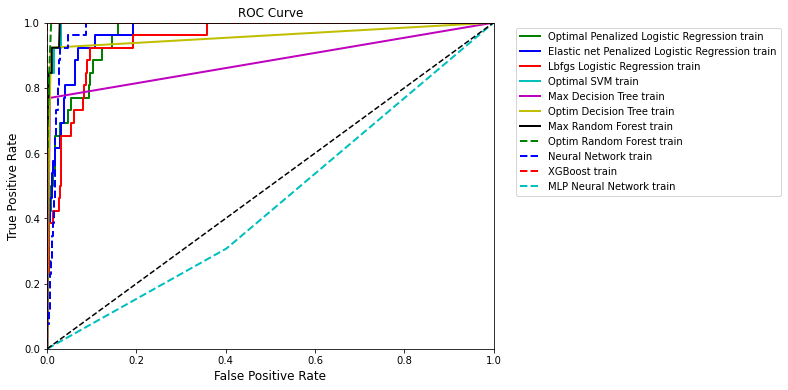 ROC Curve
True Positive Rate
1.0
0.8
0.6
0.4
0.2
0.0
0.0 0.2 0.4 0.6 0.8 1.0
False Positive Rate
Optimal Penalized Logistic Regression train
Elastic net Penalized Logistic Regression train
Lbfgs Logistic Regression train
Optimal SVM train
Max Decision Tree train
Optim Decision Tree train
Max Random Forest train
Optim Random Forest train
Neural Network train
XGBoost train
MLP Neural Network train